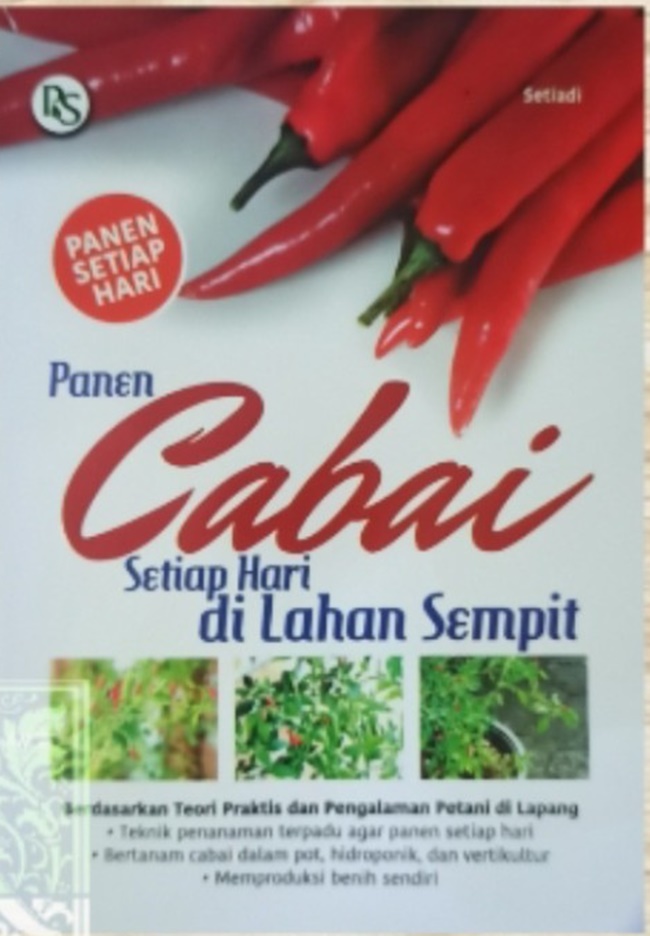 PS
Setiadi
PANEN
SETIAP
HARI
Panen
Cabai
Setiap Hari
di Lahan Sempit
Berdasarkan Teori Praktis dan Pengalaman Petani di Lapang
• Teknik penanaman terpadu agar panen setiap hari
• Bertanam cabai dalam pot, hidroponik, dan vertikultur
• Memproduksi benih sendiri